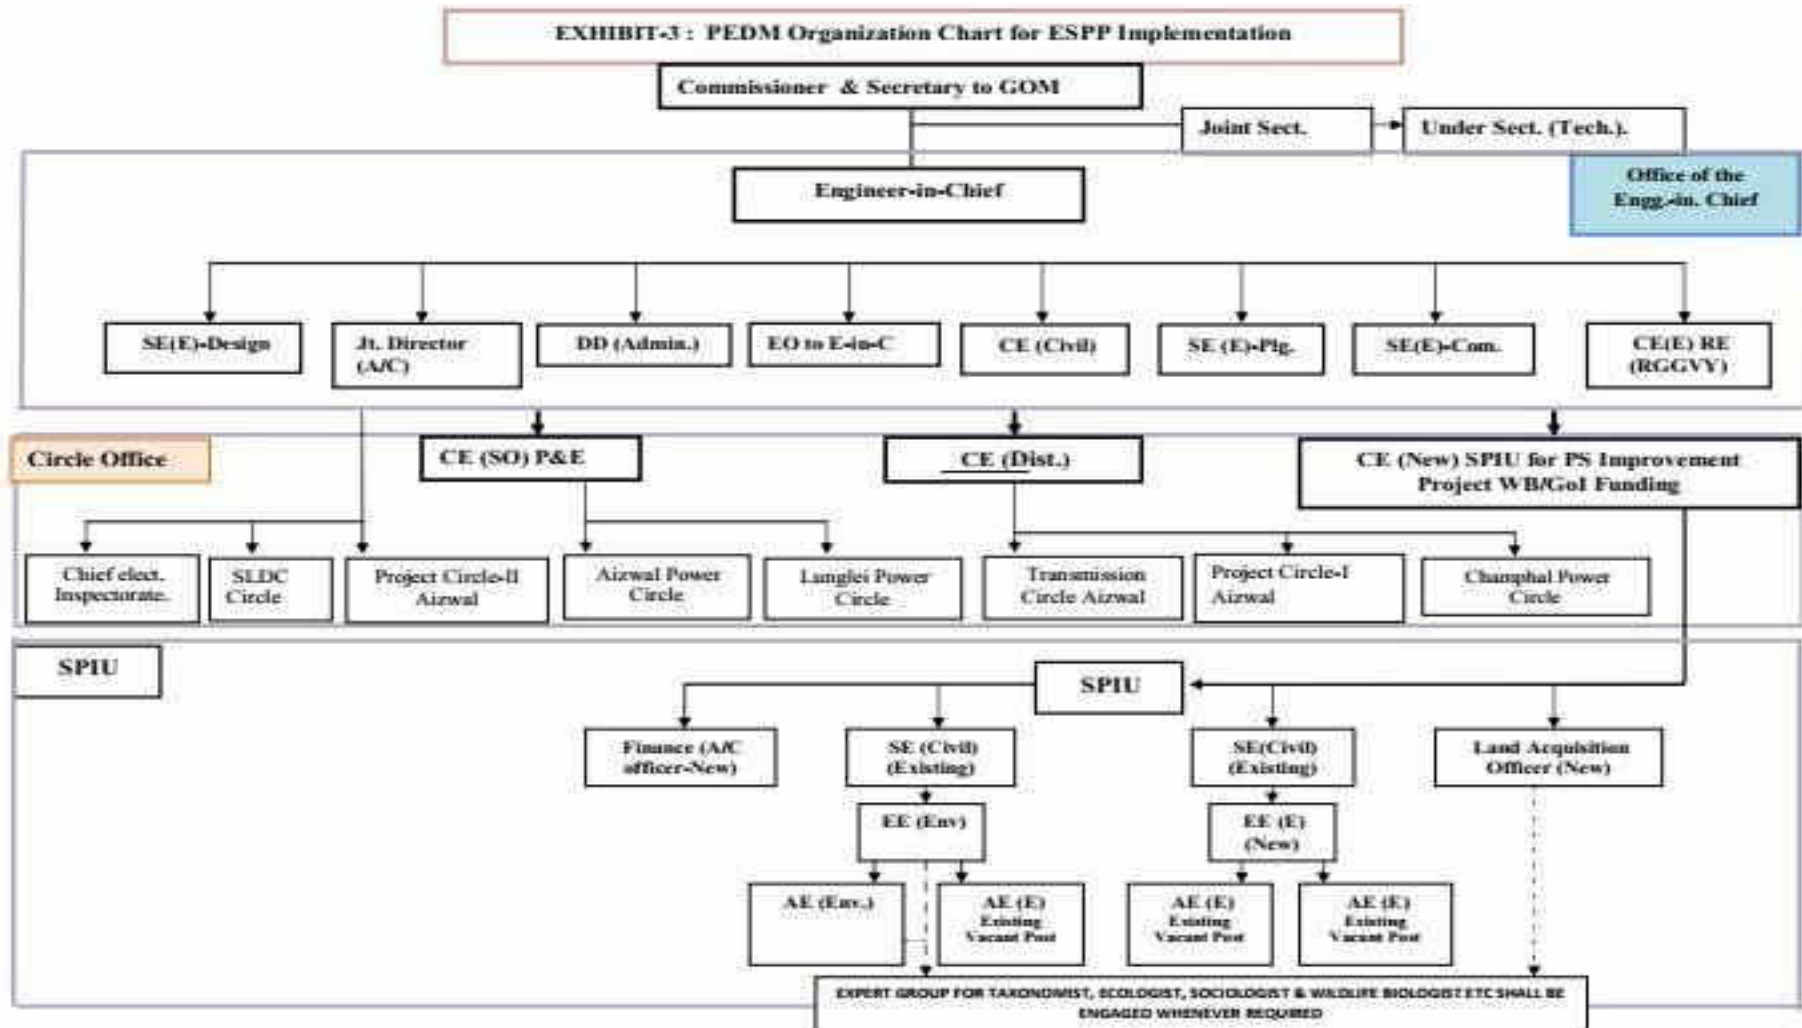 EXHIBIT-3 : PEDM Organization Chart for ESPP Implementation
Commissioner & Secretary to GOM
Joint Sect.
Under Sect. (Tech.).
Engineer-in-Chief
Office of the
Engg.-in. Chief
SE(E)-Design
Jt. Director
(A/C)
DD (Admin.)
EO to E-in-C
CE (Civil)
SE (E)-Plg.
SE(E)-Com.
CE(E) RE
(RGGVY)
Circle Office
CE (SO) P&E
CE (Dist.)
CE (New) SPIU for PS Improvement
Project WB/GoI Funding
Chief elect.
Inspectorate.
SLDC
Circle
Project Circle-II
Aizwal
Aizwal Power
Circle
Lunglei Power
Circle
Transmission
Circle Aizwal
Project Circle-I
Aizwal
Champhal Power
Circle
SPIU
SPIU
Finance (A/C
officer-New)
SE (Civil)
(Existing)
SE(Civil)
(Existing)
Land Acquisition
Officer (New)
EE (Env)
EE (E)
(New)
AE (Env.)
AE (E)
Existing
Vacant Post
AE (E)
Existing
Vacant Post
AE (E)
Existing
Vacant Post
EXPERT GROUP FOR TAXONOMIST, ECOLOGIST, SOCIOLOGIST & WILDLIFE BIOLOGIST ETC SHALL BE
ENGAGED WHENEVER REQUIRED